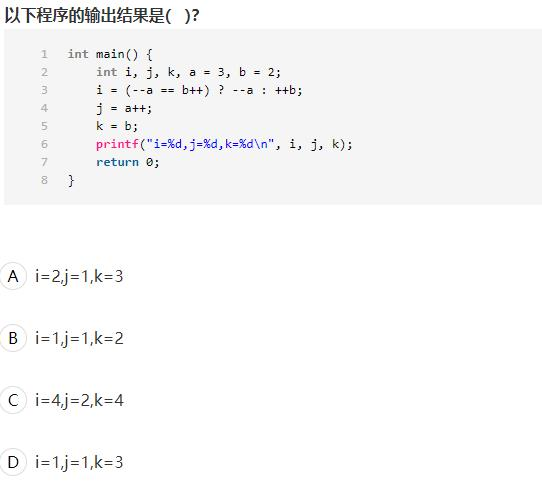 以下程序的输出结果是(   )?
1 int main() {
2 int i, j, k, a = 3, b = 2;
3 i = (--a == b++) ? --a : ++b;
4 j = a++;
5 k = b;
6 printf("i=%d,j=%d,k=%d\n", i, j, k);
7 return 0;
8 }
A i=2,j=1,k=3
B i=1,j=1,k=2
C i=4,j=2,k=4
D i=1,j=1,k=3